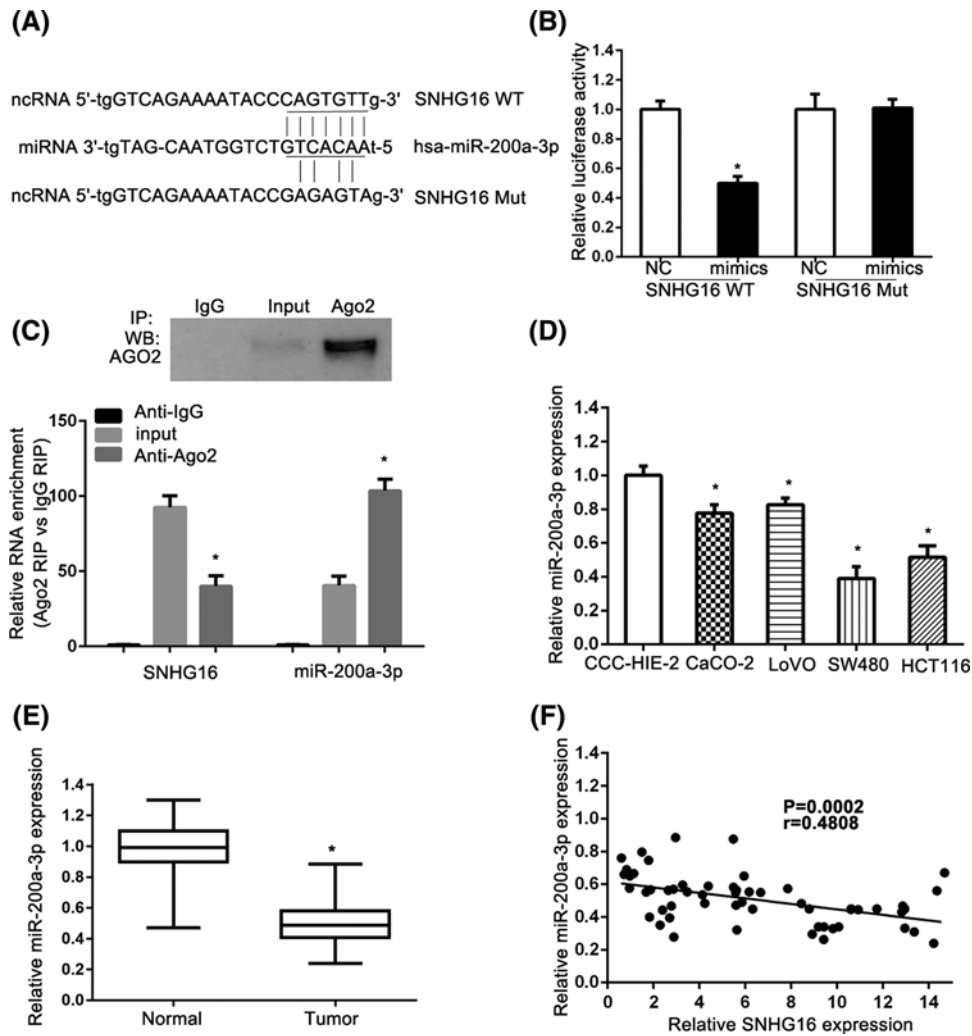 (A)
ncRNA 5'-tgGTCAGAAAATACCCAGTGTTg-3' SNHG16 WT
miRNA 3'-tgTAG-CAATGGTCTGTCACAAt-5 hsa-miR-200a-3p
ncRNA 5'-tgGTCAGAAAATACCGAGAGTAg-3' SNHG16 Mut
(B)
Relative luciferase activity
1.4
1.2
1.0
0.8
0.6
0.4
0.2
0.0
*
NC mimics NC mimics
SNHG16 WT SNHG16 Mut
(C)
IP: IgG Input Ago2
WB:
AGO2
Relative RNA enrichment
(Ago2 RIP vs IgG RIP)
150
100
50
0
Anti-IgG
input
Anti-Ago2
*
*
SNHG16 miR-200a-3p
(D)
Relative miR-200a-3p expression
1.4
1.2
1.0
0.8
0.6
0.4
0.2
0.0
* * * *
CCC-HIE-2 CaCO-2 LoVO SW480 HCT116
(E)
Relative miR-200a-3p expression
1.4
1.2
1.0
0.8
0.6
0.4
0.2
0.0
*
Normal Tumor
(F)
Relative miR-200a-3p expression
1.4
1.2
1.0
0.8
0.6
0.4
0.2
0.0
P=0.0002
r=0.4808
0 2 4 6 8 10 12 14
Relative SNHG16 expression